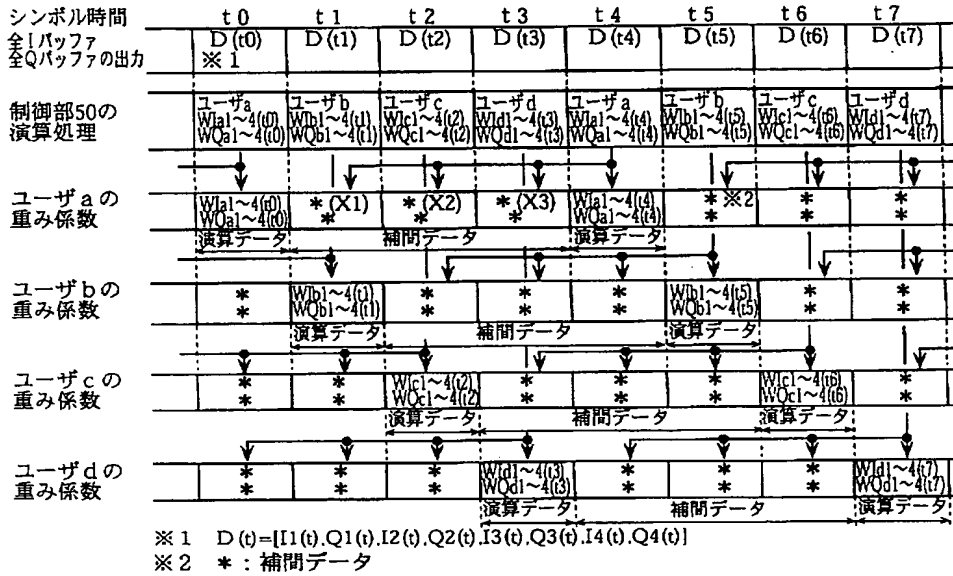 シンボル時間 t0 t1 t2 t3 t4 t5 t6 t7
全Iバッファ D(t0) D(t1) D(t2) D(t3) D(t4) D(t5) D(t6) D(t7)
全Qバッファの出力 ※1
制御部50の ユーザa ユーザb ユーザc ユーザd ユーザa ユーザb ユーザc ユーザd
演算処理 WIa1~4(t0) WIb1~4(t1) WIc1~4(t2) WId1~4(t3) WIa1~4(t4) WIb1~4(t5) WIc1~4(t6) WId1~4(t7)
WQa1~4(t0) WQb1~4(t1) WQc1~4(t2) WQd1~4(t3) WQa1~4(t4) WQb1~4(t5) WQc1~4(t6) WQd1~4(t7)
ユーザaの WIa1~4(t0) *(X1) *(X2) *(X3) WIa1~4(t4) *※2 * *
重み係数 WQa1~4(t0) * * * WQa1~4(t4) * * *
演算データ 補間データ 演算データ
ユーザbの * WIb1~4(t1) * * * WIb1~4(t5) * *
重み係数 * WQb1~4(t1) * * * WQb1~4(t5) * *
演算データ 補間データ 演算データ
ユーザcの * * WIc1~4(t2) * * * WIc1~4(t6) *
重み係数 * * WQc1~4(t2) * * * WQc1~4(t6) *
演算データ 補間データ 演算データ
ユーザdの * * * WId1~4(t3) * * * WId1~4(t7)
重み係数 * * * WQd1~4(t3) * * * WQd1~4(t7)
演算データ 補間データ 演算データ
※1 D(t)=[I1(t),Q1(t),I2(t),Q2(t),I3(t),Q3(t),I4(t),Q4(t)]
※2 *:補間データ